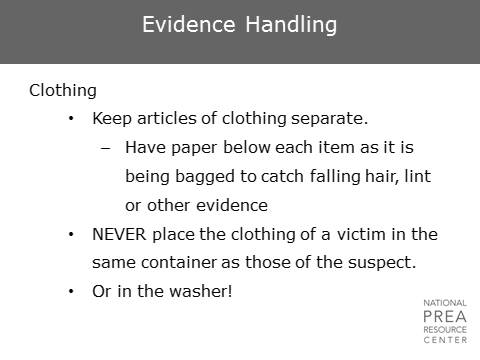 Evidence Handling
Clothing
• Keep articles of clothing separate.
– Have paper below each item as it is
being bagged to catch falling hair, lint
or other evidence
• NEVER place the clothing of a victim in the
same container as those of the suspect.
• Or in the washer!
NATIONAL
PREA
RESOURCE
CENTER